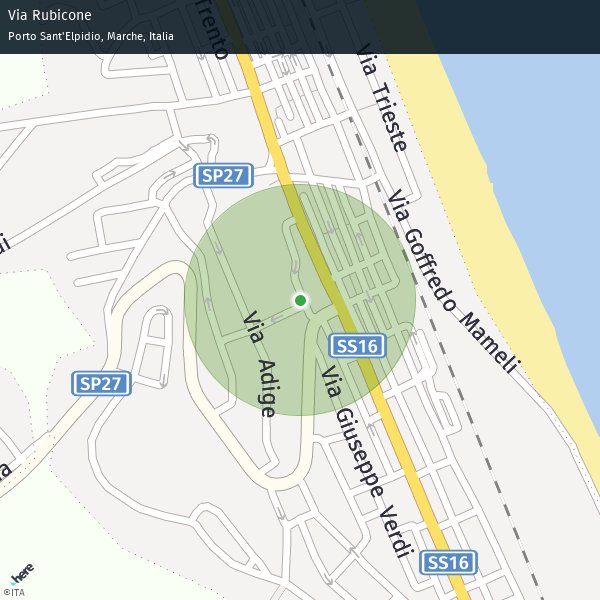 Via Rubicone
Porto Sant'Elpidio, Marche, Italia
Trento
Via Trieste
SP27
Via Goffredo Mameli
di
SS16
Via Adige
SP27
Via Giuseppe Verdi
a
SS16
here
©ITA